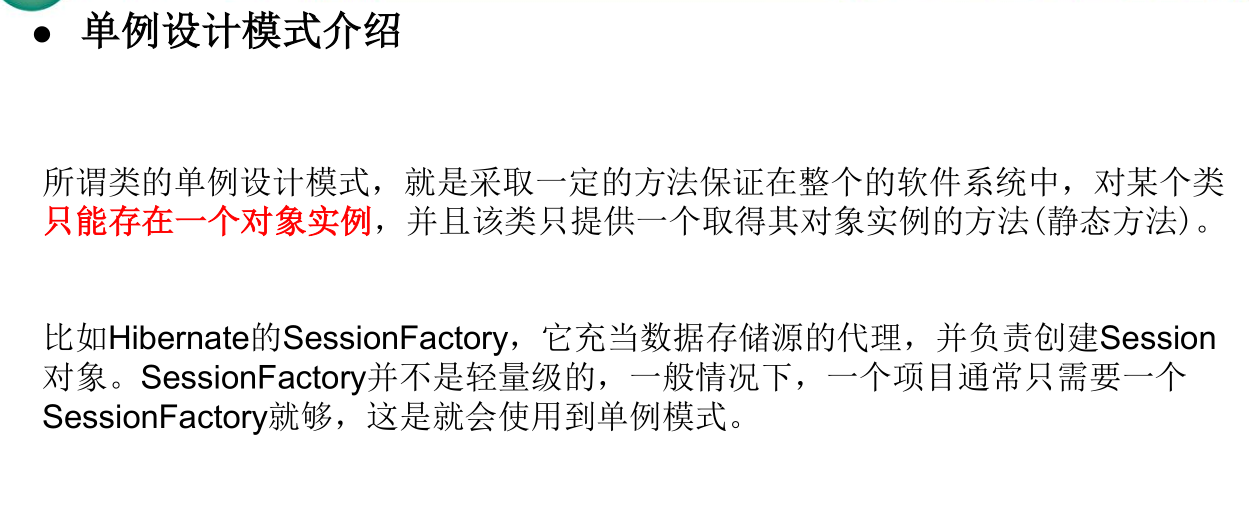 ● 单例设计模式介绍
所谓类的单例设计模式，就是采取一定的方法保证在整个的软件系统中，对某个类
只能存在一个对象实例，并且该类只提供一个取得其对象实例的方法(静态方法)。
比如Hibernate的SessionFactory，它充当数据存储源的代理，并负责创建Session
对象。SessionFactory并不是轻量级的，一般情况下，一个项目通常只需要一个
SessionFactory就够，这是就会使用到单例模式。